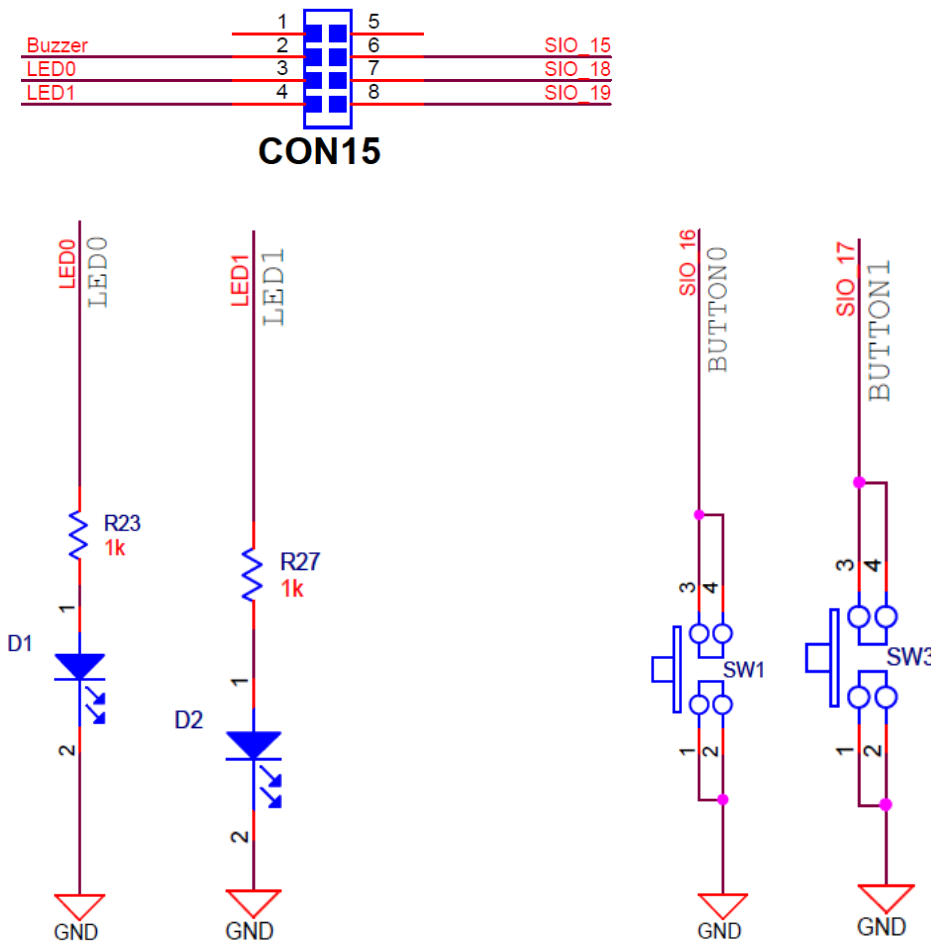 1 5
Buzzer 2 6 SIO_15
LED0 3 7 SIO_18
LED1 4 8 SIO_19
CON15
LED0
LED0
LED1
LED1
SIO_16
BUTTON0
SIO_17
BUTTON1
R23
1k
R27
1k
3 4
3 4
1
D1
SW1
SW3
1
D2
2
1 2
1 2
2
GND
GND
GND
GND